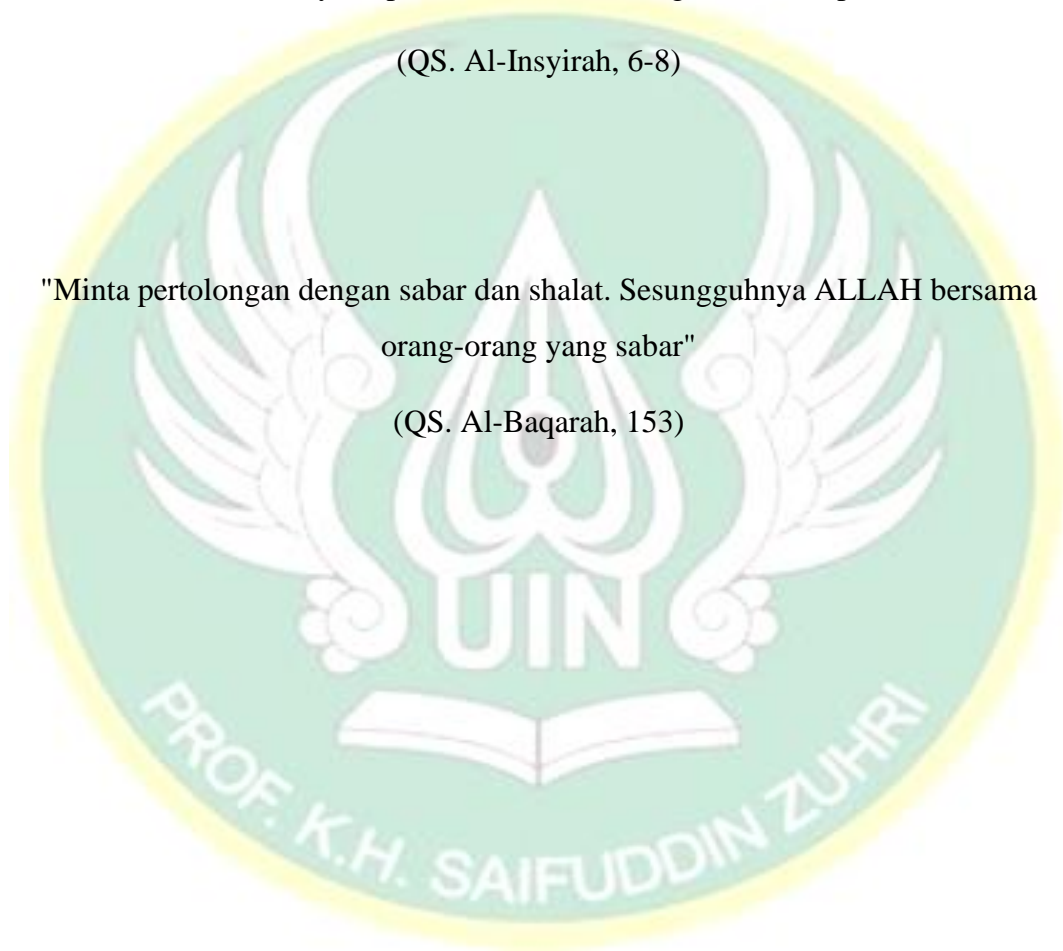 (QS. Al-Insyirah, 6-8)
"Minta pertolongan dengan sabar dan shalat. Sesungguhnya ALLAH bersama
orang-orang yang sabar"
(QS. Al-Baqarah, 153)
UIN
PROF. K.H. SAIFUDDIN ZUHRI